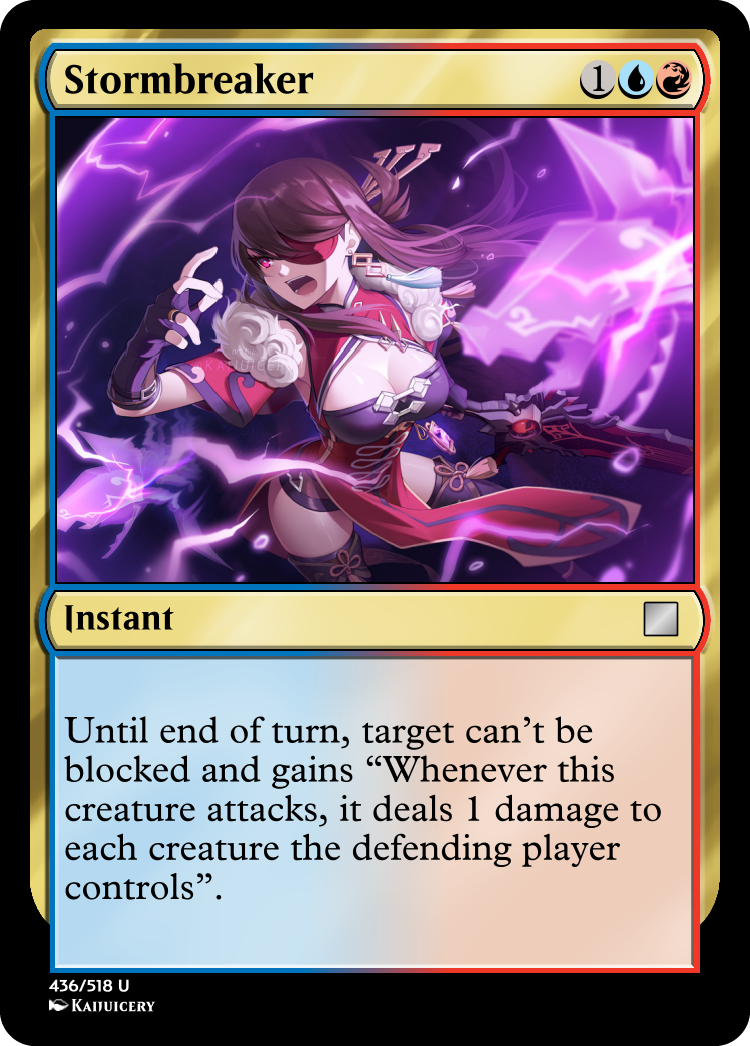 Stormbreaker 1
Instant
Until end of turn, target can't be
blocked and gains “Whenever this
creature attacks, it deals 1 damage to
each creature the defending player
controls”.
436/518 U
KAIJUICERY